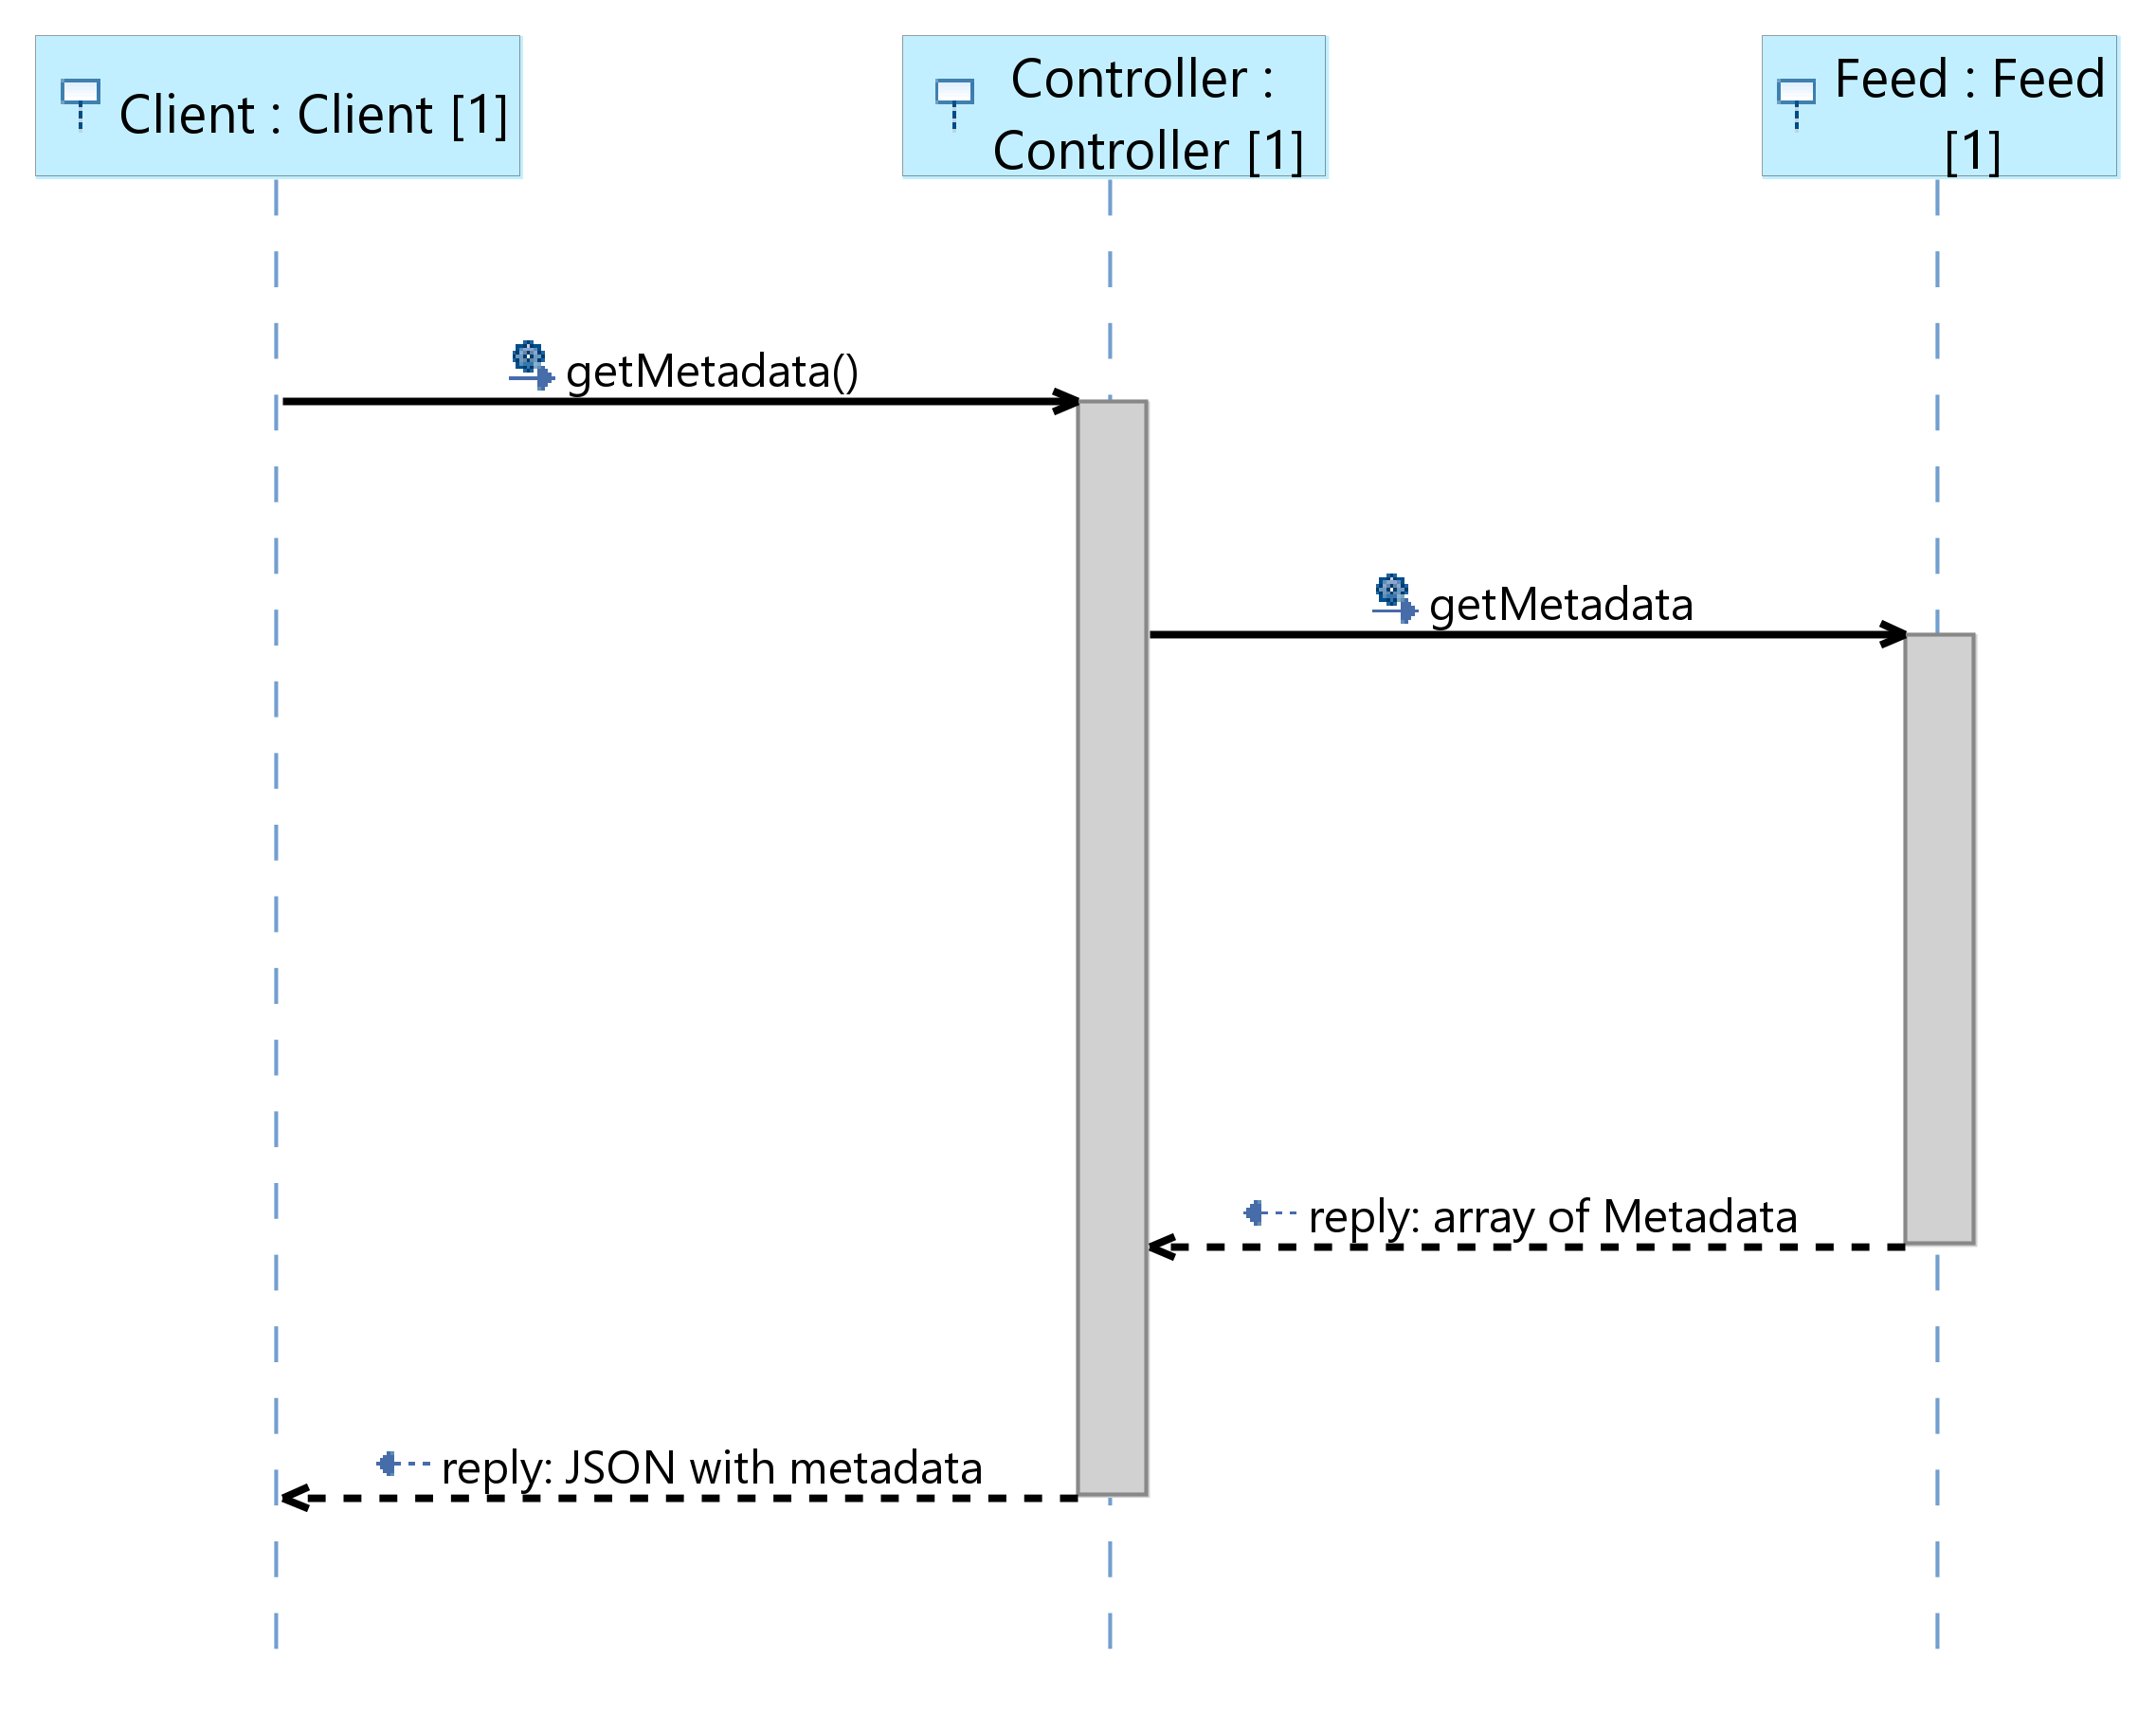 Client : Client [1]
Controller :
Controller [1]
Feed : Feed
[1]
getMetadata()
getMetadata
reply: array of Metadata
reply: JSON with metadata